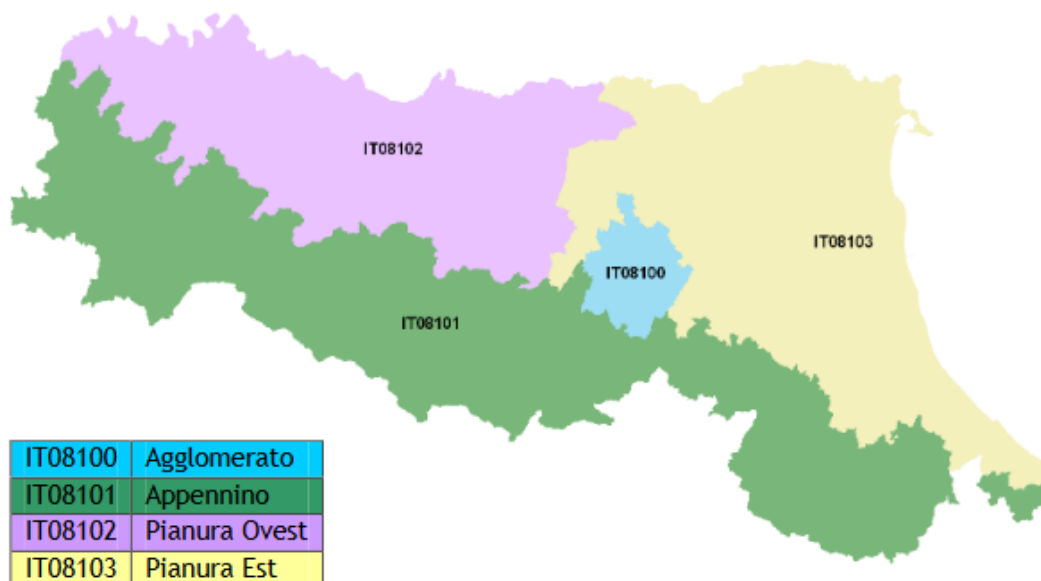 IT08102
IT08103
IT08100
IT08101
IT08100 Agglomerato
IT08101 Appennino
IT08102 Pianura Ovest
IT08103 Pianura Est